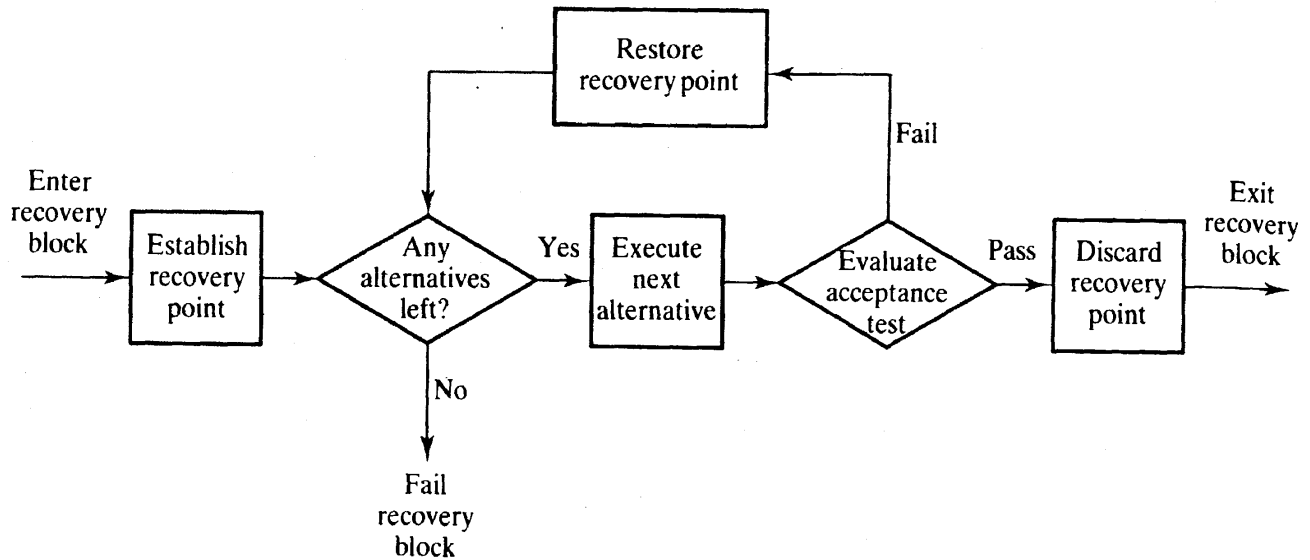 Restore
recovery point
Fail
Enter
recovery
block
Establish
recovery
point
Any
alternatives
left?
Yes
Execute
next
alternative
Evaluate
acceptance
test
Pass
Discard
recovery
point
Exit
recovery
block
No
Fail
recovery
block